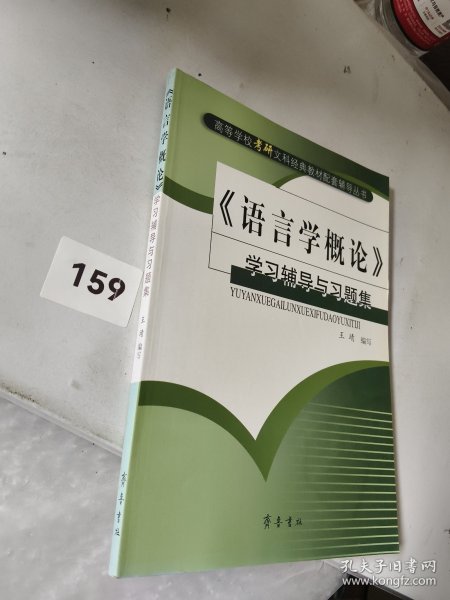 高等学校考研文科经典教材配套辅导丛书
《语言学概论》
学习辅导与习题集
YUYANXUEGAILUNXUEXIFUDAOYUXITIJI
王靖 编写
齐鲁书社
《语言学概论》学习辅导与习题集
王靖 编写
齐鲁书社
159
孔夫子旧书网
www.kongfz.com